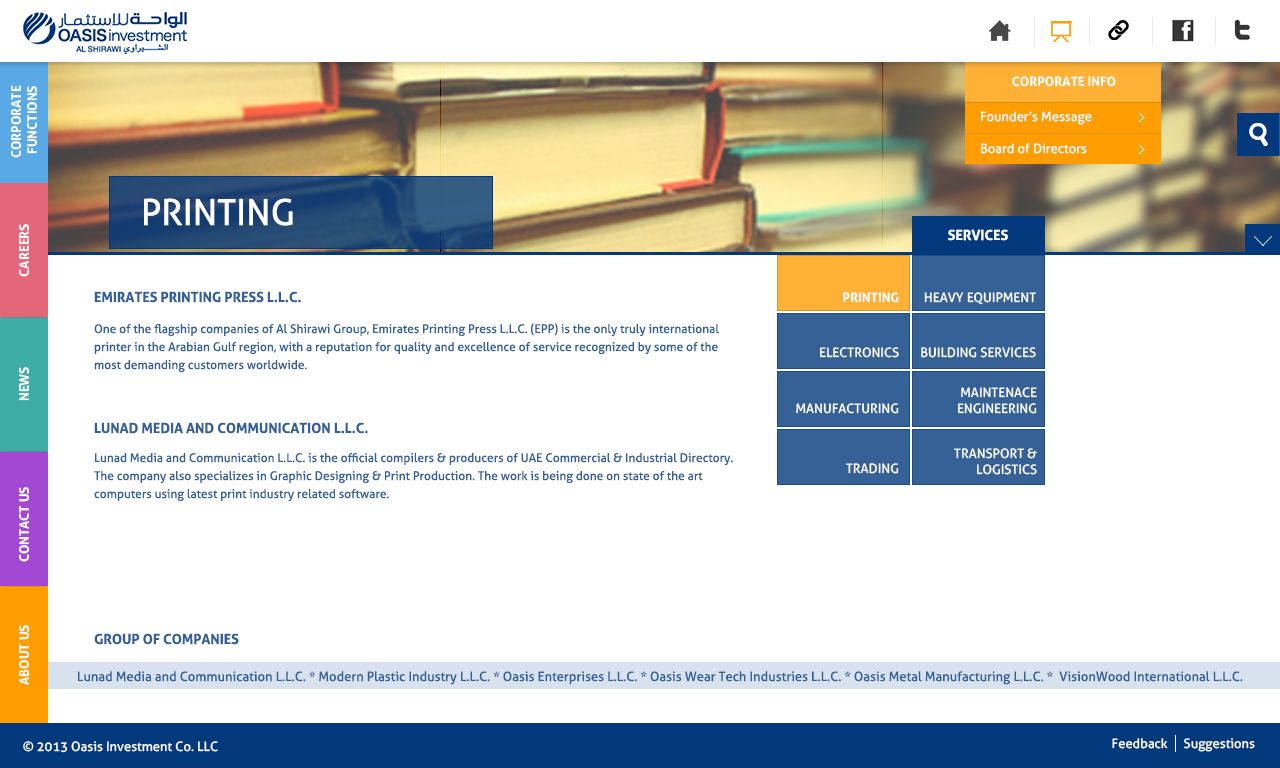 الواحـة للاستثمـار
OASIS investment
AL SHIRAWI الشيـراوي
CORPORATE INFO
Founder's Message
Board of Directors
CORPORATE
FUNCTIONS
CAREERS
NEWS
CONTACT US
ABOUT US
PRINTING
SERVICES
PRINTING
HEAVY EQUIPMENT
ELECTRONICS
BUILDING SERVICES
MANUFACTURING
MAINTENACE
ENGINEERING
TRADING
TRANSPORT &
LOGISTICS
EMIRATES PRINTING PRESS L.L.C.
One of the flagship companies of Al Shirawi Group, Emirates Printing Press L.L.C. (EPP) is the only truly international
printer in the Arabian Gulf region, with a reputation for quality and excellence of service recognized by some of the
most demanding customers worldwide.
LUNAD MEDIA AND COMMUNICATION L.L.C.
Lunad Media and Communication L.L.C. is the official compilers & producers of UAE Commercial & Industrial Directory.
The company also specializes in Graphic Designing & Print Production. The work is being done on state of the art
computers using latest print industry related software.
GROUP OF COMPANIES
Lunad Media and Communication L.L.C. * Modern Plastic Industry L.L.C. * Oasis Enterprises L.L.C. * Oasis Wear Tech Industries L.L.C. * Oasis Metal Manufacturing L.L.C. * VisionWood International L.L.C.
© 2013 Oasis Investment Co. LLC
Feedback | Suggestions